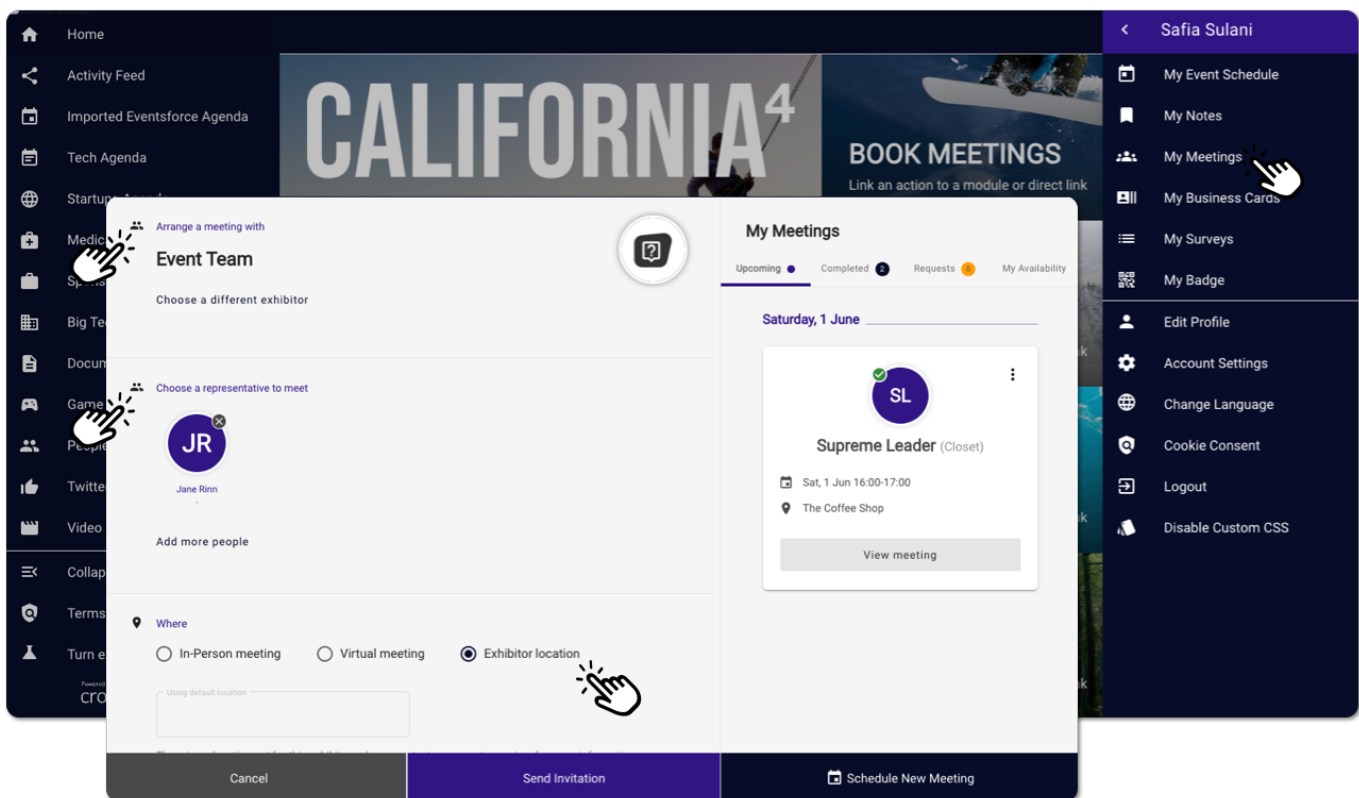 Home
Activity Feed
Imported Eventsforce Agenda
Tech Agenda
CALIFORNIA⁴
BOOK MEETINGS
Link an action to a module or direct link
Safia Sulani
My Event Schedule
My Notes
My Meetings
My Business Cards
My Surveys
My Badge
Edit Profile
Account Settings
Change Language
Cookie Consent
Logout
Disable Custom CSS
Big Te
Docum
Game
People
Twitte
Video
Collap
Terms
Turn e
Powered
cro
Arrange a meeting with
Event Team
Choose a different exhibitor
Choose a representative to meet
JR
Jane Rinn
-
Add more people
Where
In-Person meeting
Virtual meeting
Exhibitor location
Using default location
Cancel
Send Invitation
My Meetings
Upcoming
Completed 2
Requests 0
My Availability
Saturday, 1 June
SL
Supreme Leader (Closet)
Sat, 1 Jun 16:00-17:00
The Coffee Shop
View meeting
Schedule New Meeting